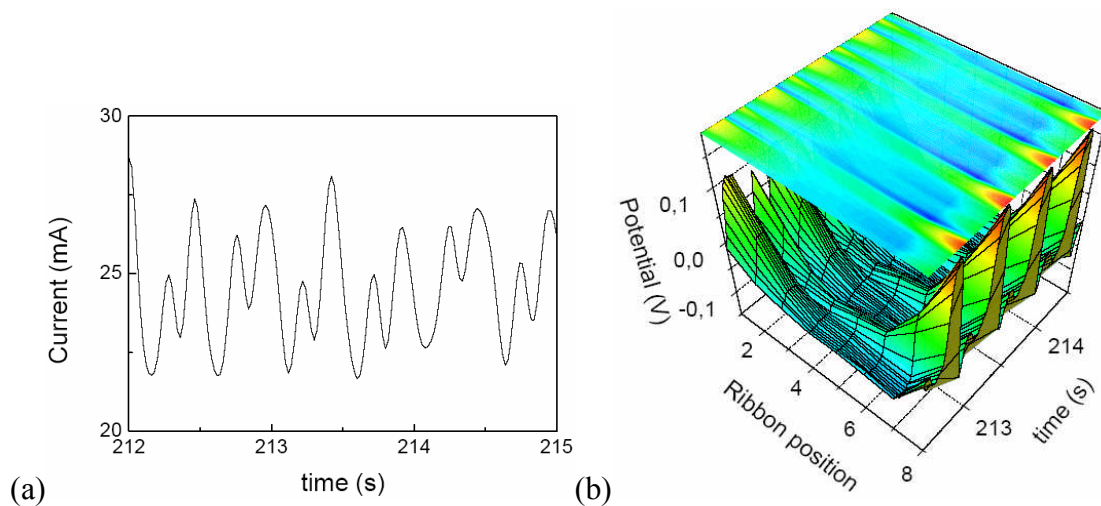 30
25
20
Current (mA)
212
213
214
215
time (s)
(a)
0,1
0,0
-0,1
Potential (V)
2
4
6
8
Ribbon position
213
214
time (s)
(b)